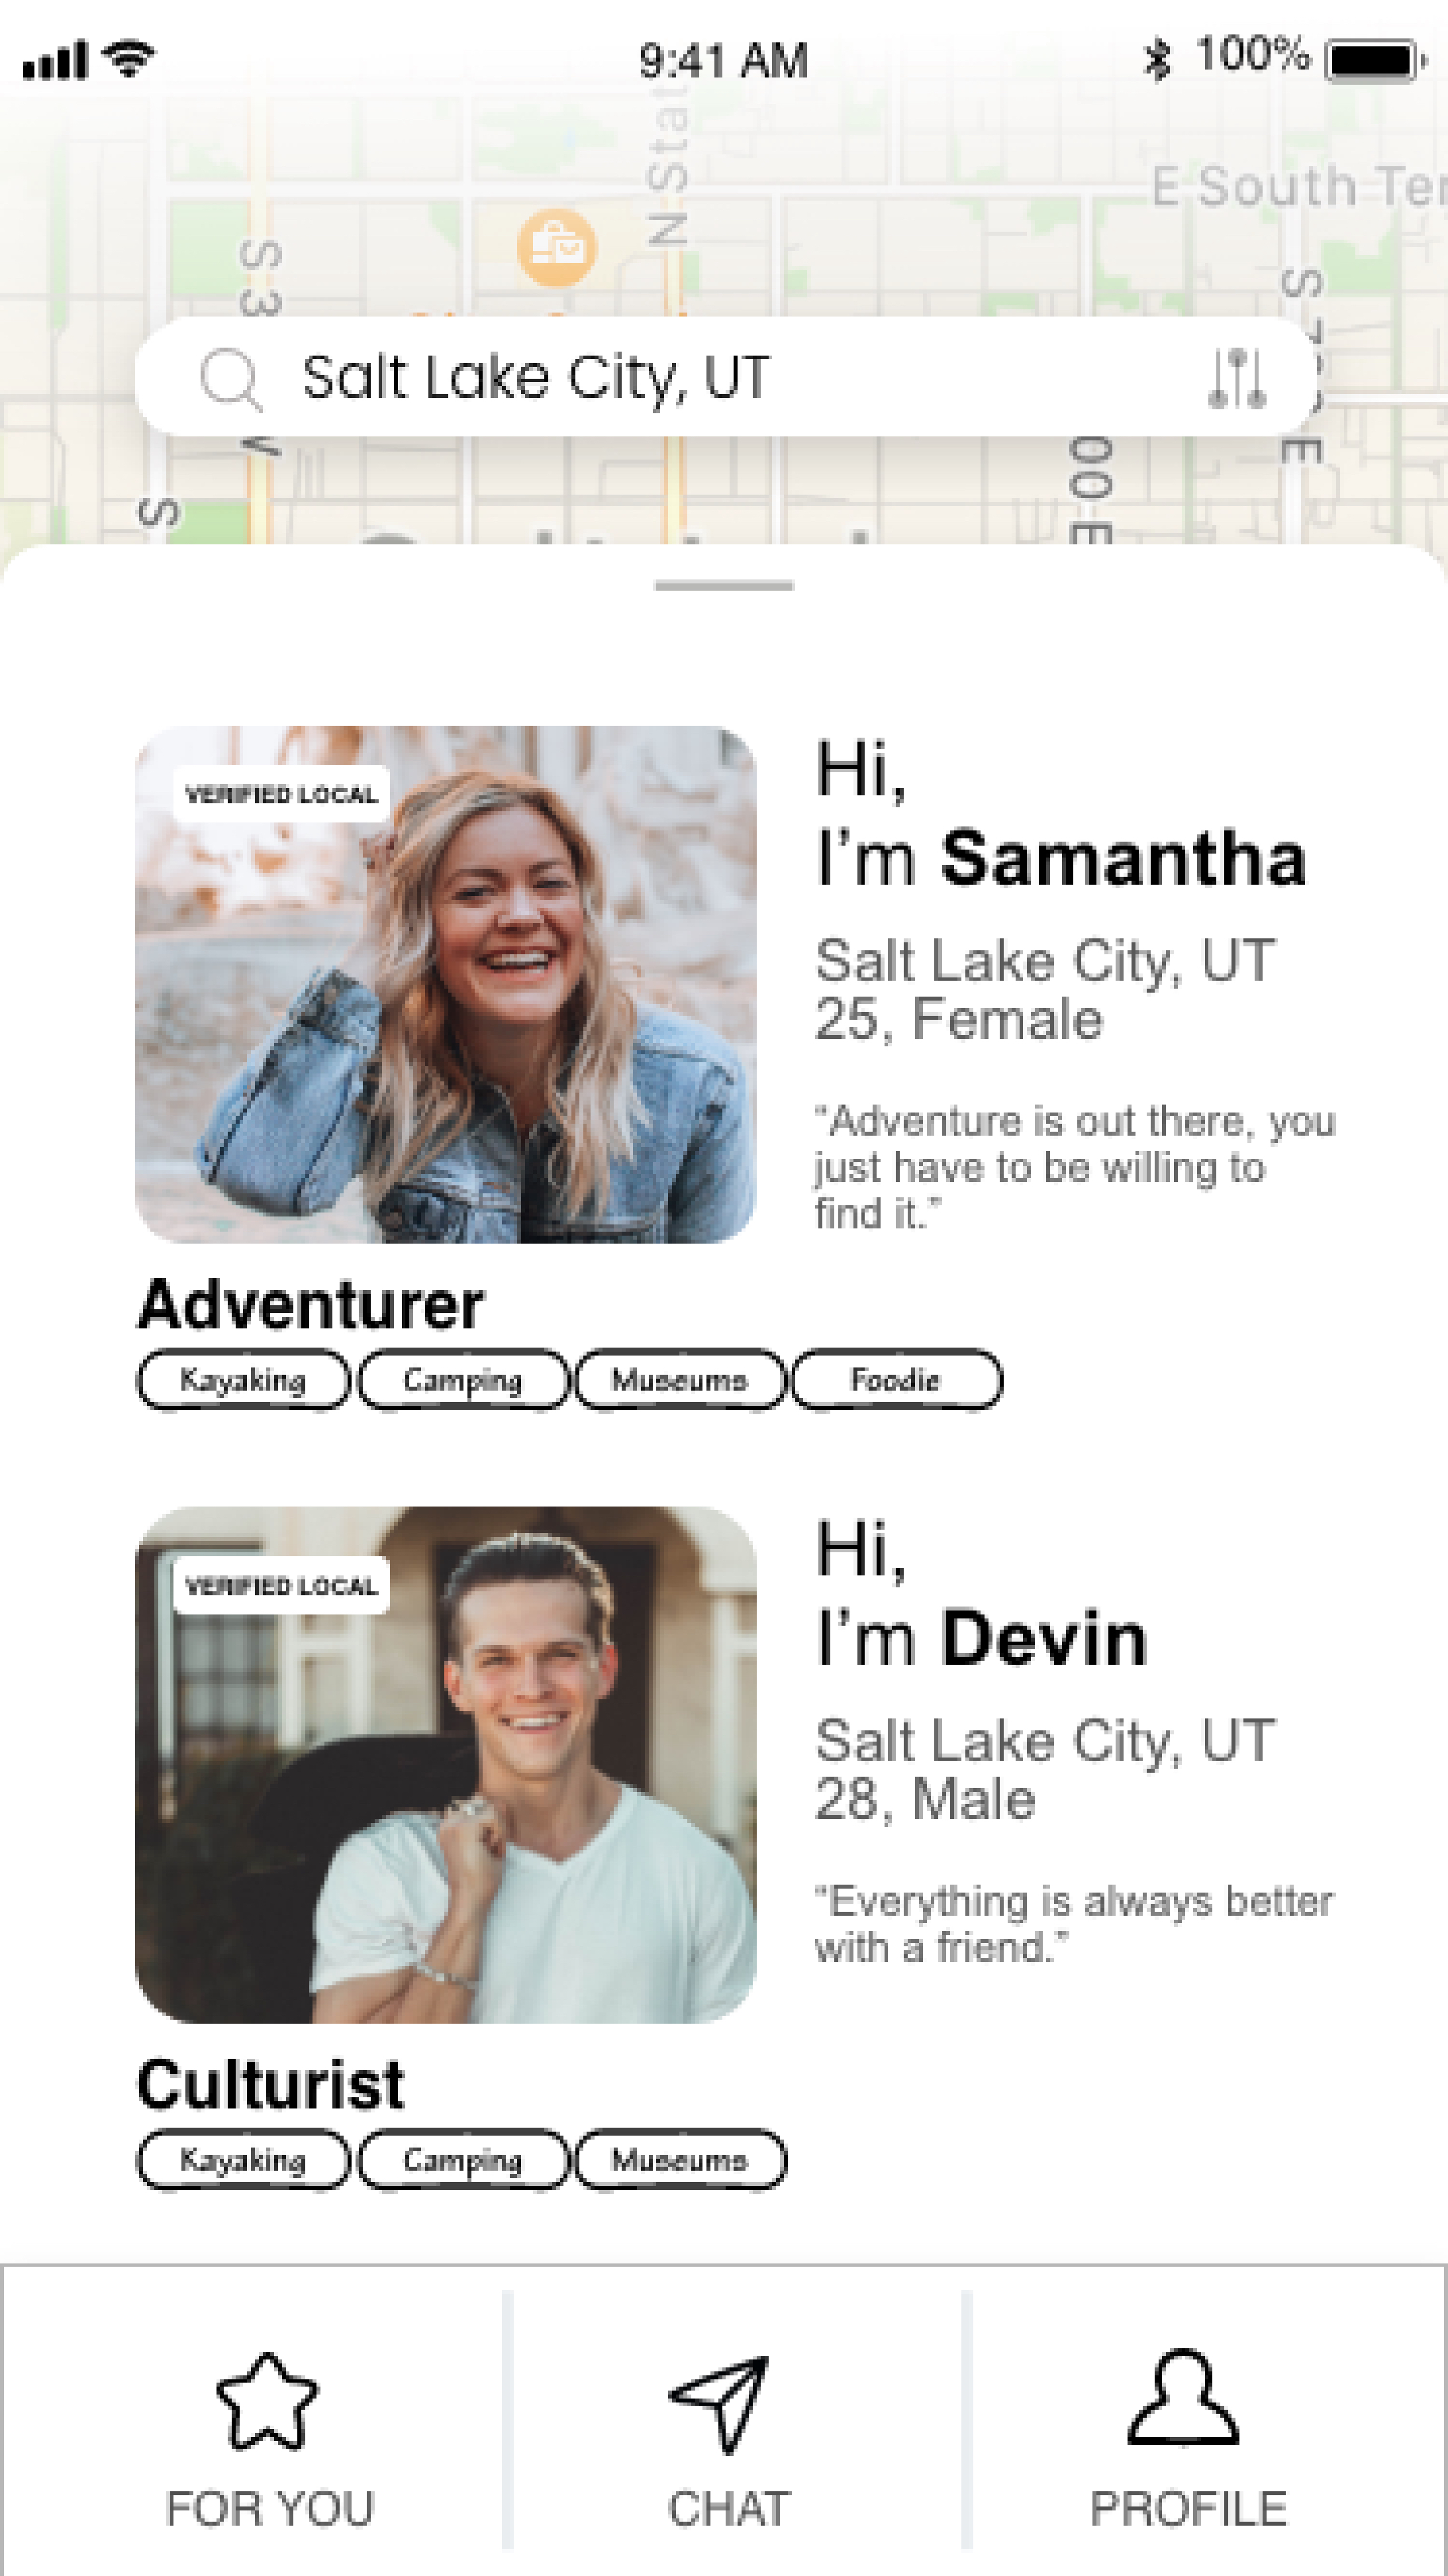 9:41 AM
100%
N Stat
E South Ter
S 3
W
S
Salt Lake City, UT
00 E
E
VERIFIED LOCAL
Hi,
I'm Samantha
Salt Lake City, UT
25, Female
"Adventure is out there, you
just have to be willing to
find it."
Adventurer
Kayaking Camping Museums Foodie
VERIFIED LOCAL
Hi,
I'm Devin
Salt Lake City, UT
28, Male
"Everything is always better
with a friend."
Culturist
Kayaking Camping Museums
FOR YOU CHAT PROFILE